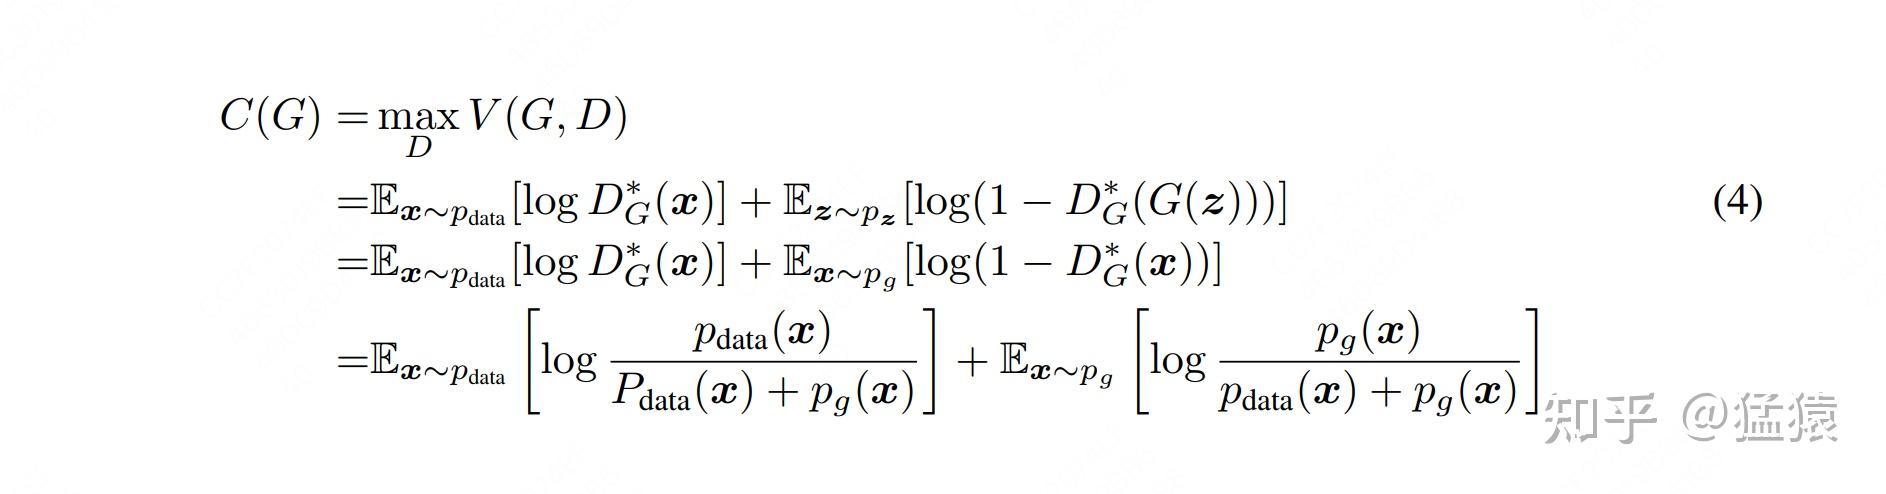 C(G) = max_D V(G, D)
=𝔼_{x∼p_data}[log D*_G(x)] + 𝔼_{z∼p_z}[log(1 − D*_G(G(z)))] (4)
=𝔼_{x∼p_data}[log D*_G(x)] + 𝔼_{x∼p_g}[log(1 − D*_G(x))]
=𝔼_{x∼p_data} [log p_data(x) / (P_data(x) + p_g(x))] + 𝔼_{x∼p_g} [log p_g(x) / (p_data(x) + p_g(x))]
知乎 @猛猿